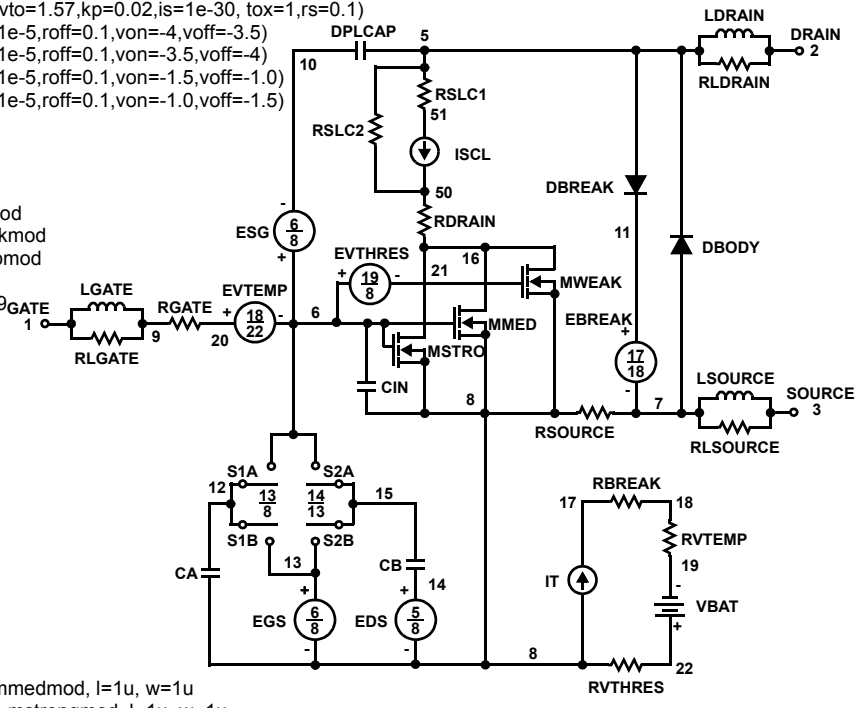 vto=1.57,kp=0.02,is=1e-30, tox=1,rs=0.1)
1e-5,roff=0.1,von=-4,voff=-3.5)
1e-5,roff=0.1,von=-3.5,voff=-4)
1e-5,roff=0.1,von=-1.5,voff=-1.0)
1e-5,roff=0.1,von=-1.0,voff=-1.5)
LDRAIN
DPLCAP 5 DRAIN
2
10
RLDRAIN
RSLC1
51
RSLC2
ISCL
50
DBREAK
od
kmod
omod
RDRAIN
ESG 6
8
-
+
11
DBODY
EVTHRES
+ 19
8 -
21
16
MWEAK
LGATE
EVTEMP
9 GATE
1
RGATE
+ 18
22 -
6
MMED
EBREAK
+
9
20
RLGATE
MSTRO
17
18
-
CIN
LSOURCE
SOURCE
3
8
7
RSOURCE
RLSOURCE
S1A
S2A
12
13
8
14
13
15
S1B
S2B
RBREAK
17
18
RVTEMP
19
-
CA
13
CB
14
+
+
IT
VBAT
+
EGS 6
8
-
EDS 5
8
-
8
22
RVTHRES
mmedmod, l=1u, w=1u